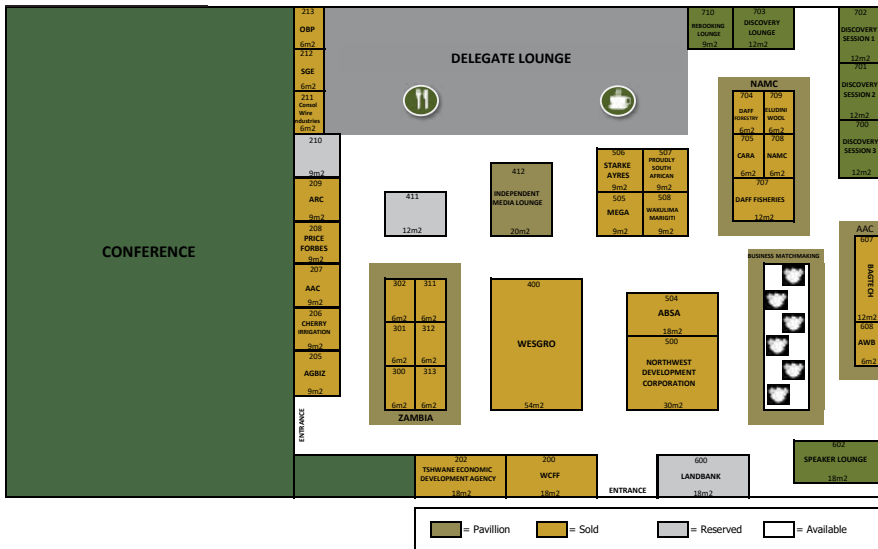 213
OBP
6m2
212
SGE
6m2
211
Consol
Wire
Industries
6m2
210
9m2
209
ARC
9m2
208
PRICE
FORBES
9m2
207
AAC
9m2
206
CHERRY
IRRIGATION
9m2
205
AGBIZ
9m2
ENTRANCE
CONFERENCE
DELEGATE LOUNGE
710
REBOOKING
LOUNGE
9m2
703
DISCOVERY
LOUNGE
12m2
702
DISCOVERY
SESSION 1
12m2
701
DISCOVERY
SESSION 2
12m2
700
DISCOVERY
SESSION 3
12m2
NAMC
704
DAFF
FORESTRY
6m2
709
ELUDINI
WOOL
6m2
705
CARA
6m2
708
NAMC
6m2
707
DAFF FISHERIES
12m2
411
12m2
412
INDEPENDENT
MEDIA LOUNGE
20m2
506
STARKE
AYRES
9m2
507
PROUDLY
SOUTH
AFRICAN
9m2
505
MEGA
9m2
508
WAKULIMA
MARIGITI
9m2
302
6m2
311
6m2
301
6m2
312
6m2
300
6m2
313
6m2
ZAMBIA
400
WESGRO
54m2
504
ABSA
18m2
500
NORTHWEST
DEVELOPMENT
CORPORATION
30m2
BUSINESS MATCHMAKING
AAC
607
BAGTECH
12m2
608
AWB
6m2
602
SPEAKER LOUNGE
18m2
202
TSHWANE ECONOMIC
DEVELOPMENT AGENCY
18m2
200
WCFF
18m2
ENTRANCE
600
LANDBANK
18m2
= Pavillion
= Sold
= Reserved
= Available